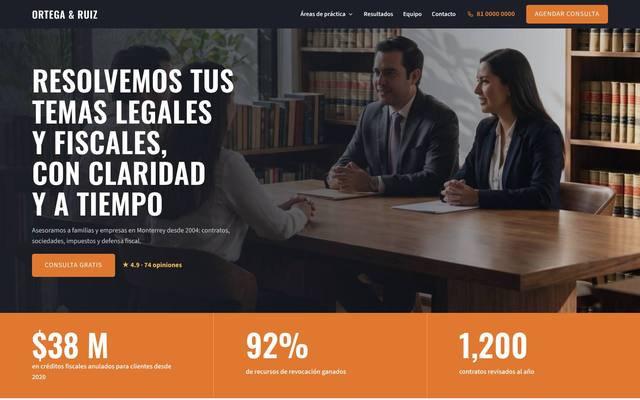 ORTEGA & RUIZ
Áreas de práctica
Resultados
Equipo
Contacto
81 0000 0000
AGENDAR CONSULTA
RESOLVEMOS TUS
TEMAS LEGALES
Y FISCALES,
CON CLARIDAD
Y A TIEMPO
Asesoramos a familias y empresas en Monterrey desde 2004: contratos,
sociedades, impuestos y defensa fiscal.
CONSULTA GRATIS
★ 4.9 · 74 opiniones
$38 M
en créditos fiscales anulados para clientes desde
2020
92%
de recursos de revocación ganados
1,200
contratos revisados al año